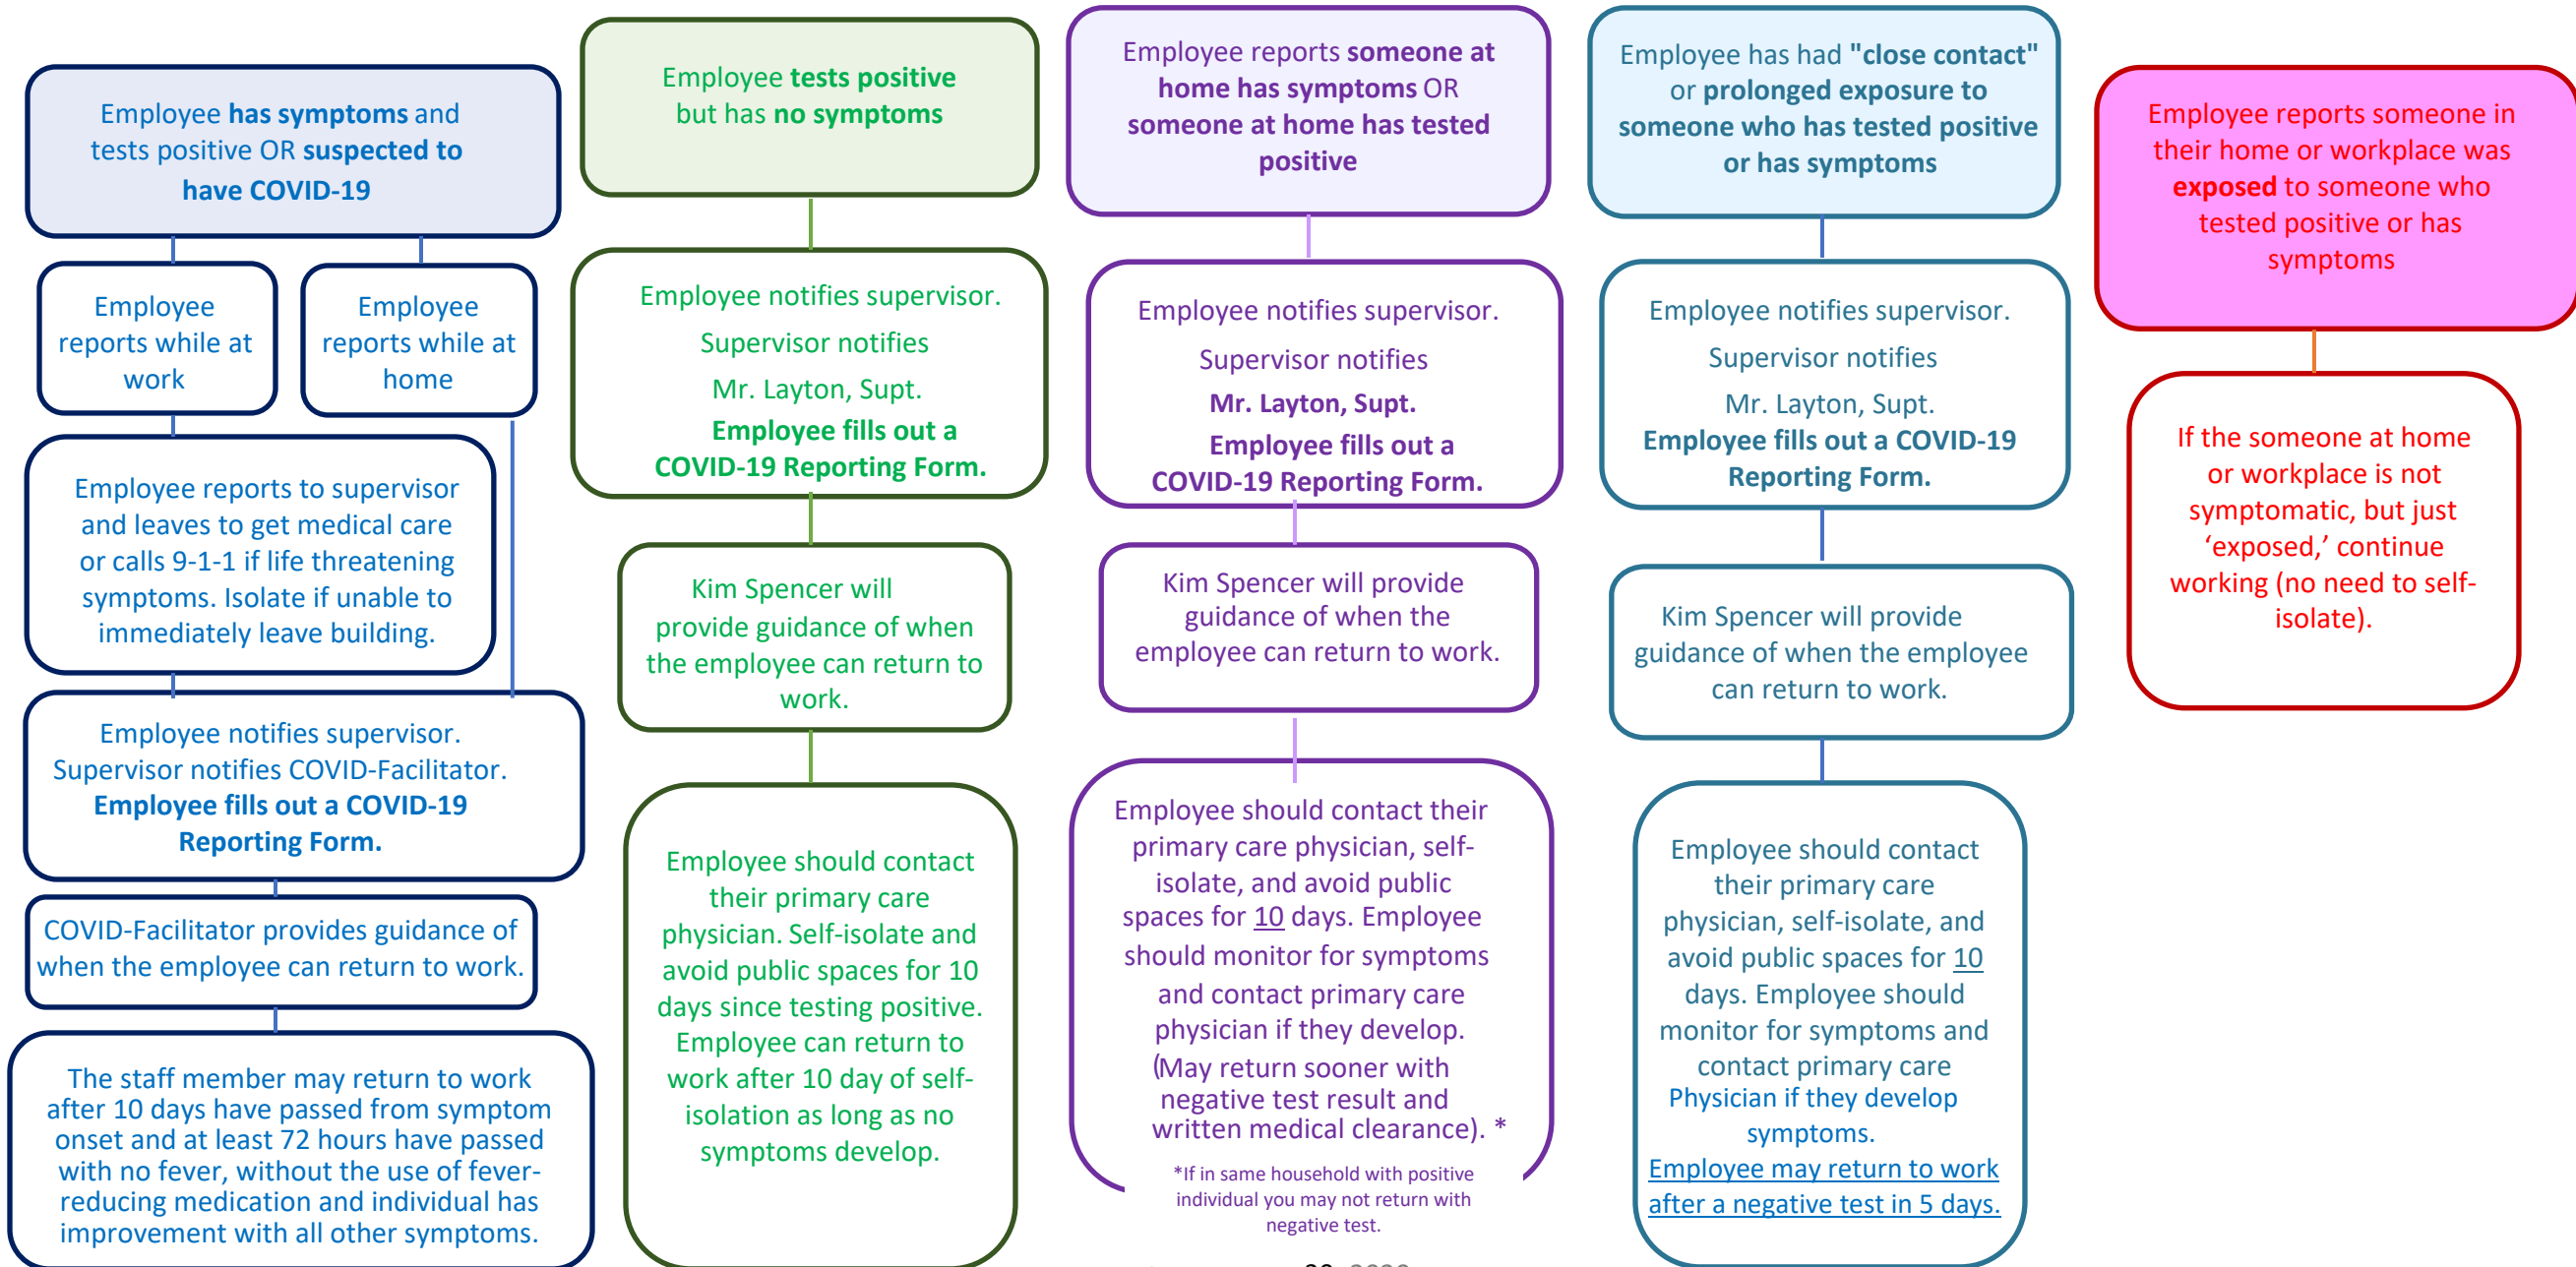 Employee has symptoms and
tests positive OR suspected to
have COVID-19
Employee
reports while at
work
Employee
reports while at
home
Employee reports to supervisor
and leaves to get medical care
or calls 9-1-1 if life threatening
symptoms. Isolate if unable to
immediately leave building.
Employee notifies supervisor.
Supervisor notifies COVID-Facilitator.
Employee fills out a COVID-19
Reporting Form.
COVID-Facilitator provides guidance of
when the employee can return to work.
The staff member may return to work
after 10 days have passed from symptom
onset and at least 72 hours have passed
with no fever, without the use of fever-
reducing medication and individual has
improvement with all other symptoms.
Employee tests positive
but has no symptoms
Employee notifies supervisor.
Supervisor notifies
Mr. Layton, Supt.
Employee fills out a
COVID-19 Reporting Form.
Kim Spencer will
provide guidance of when
the employee can return to
work.
Employee should contact
their primary care
physician. Self-isolate and
avoid public spaces for 10
days since testing positive.
Employee can return to
work after 10 day of self-
isolation as long as no
symptoms develop.
Employee reports someone at
home has symptoms OR
someone at home has tested
positive
Employee notifies supervisor.
Supervisor notifies
Mr. Layton, Supt.
Employee fills out a
COVID-19 Reporting Form.
Kim Spencer will provide
guidance of when the
employee can return to work.
Employee should contact their
primary care physician, self-
isolate, and avoid public
spaces for 10 days. Employee
should monitor for symptoms
and contact primary care
physician if they develop.
(May return sooner with
negative test result and
written medical clearance). *
*If in same household with positive
individual you may not return with
negative test.
Employee has had "close contact"
or prolonged exposure to
someone who has tested positive
or has symptoms
Employee notifies supervisor.
Supervisor notifies
Mr. Layton, Supt.
Employee fills out a COVID-19
Reporting Form.
Kim Spencer will provide
guidance of when the employee
can return to work.
Employee should contact
their primary care
physician, self-isolate, and
avoid public spaces for 10
days. Employee should
monitor for symptoms and
contact primary care
Physician if they develop
symptoms.
Employee may return to work
after a negative test in 5 days.
Employee reports someone in
their home or workplace was
exposed to someone who
tested positive or has
symptoms
If the someone at home
or workplace is not
symptomatic, but just
‘exposed,’ continue
working (no need to self-
isolate).